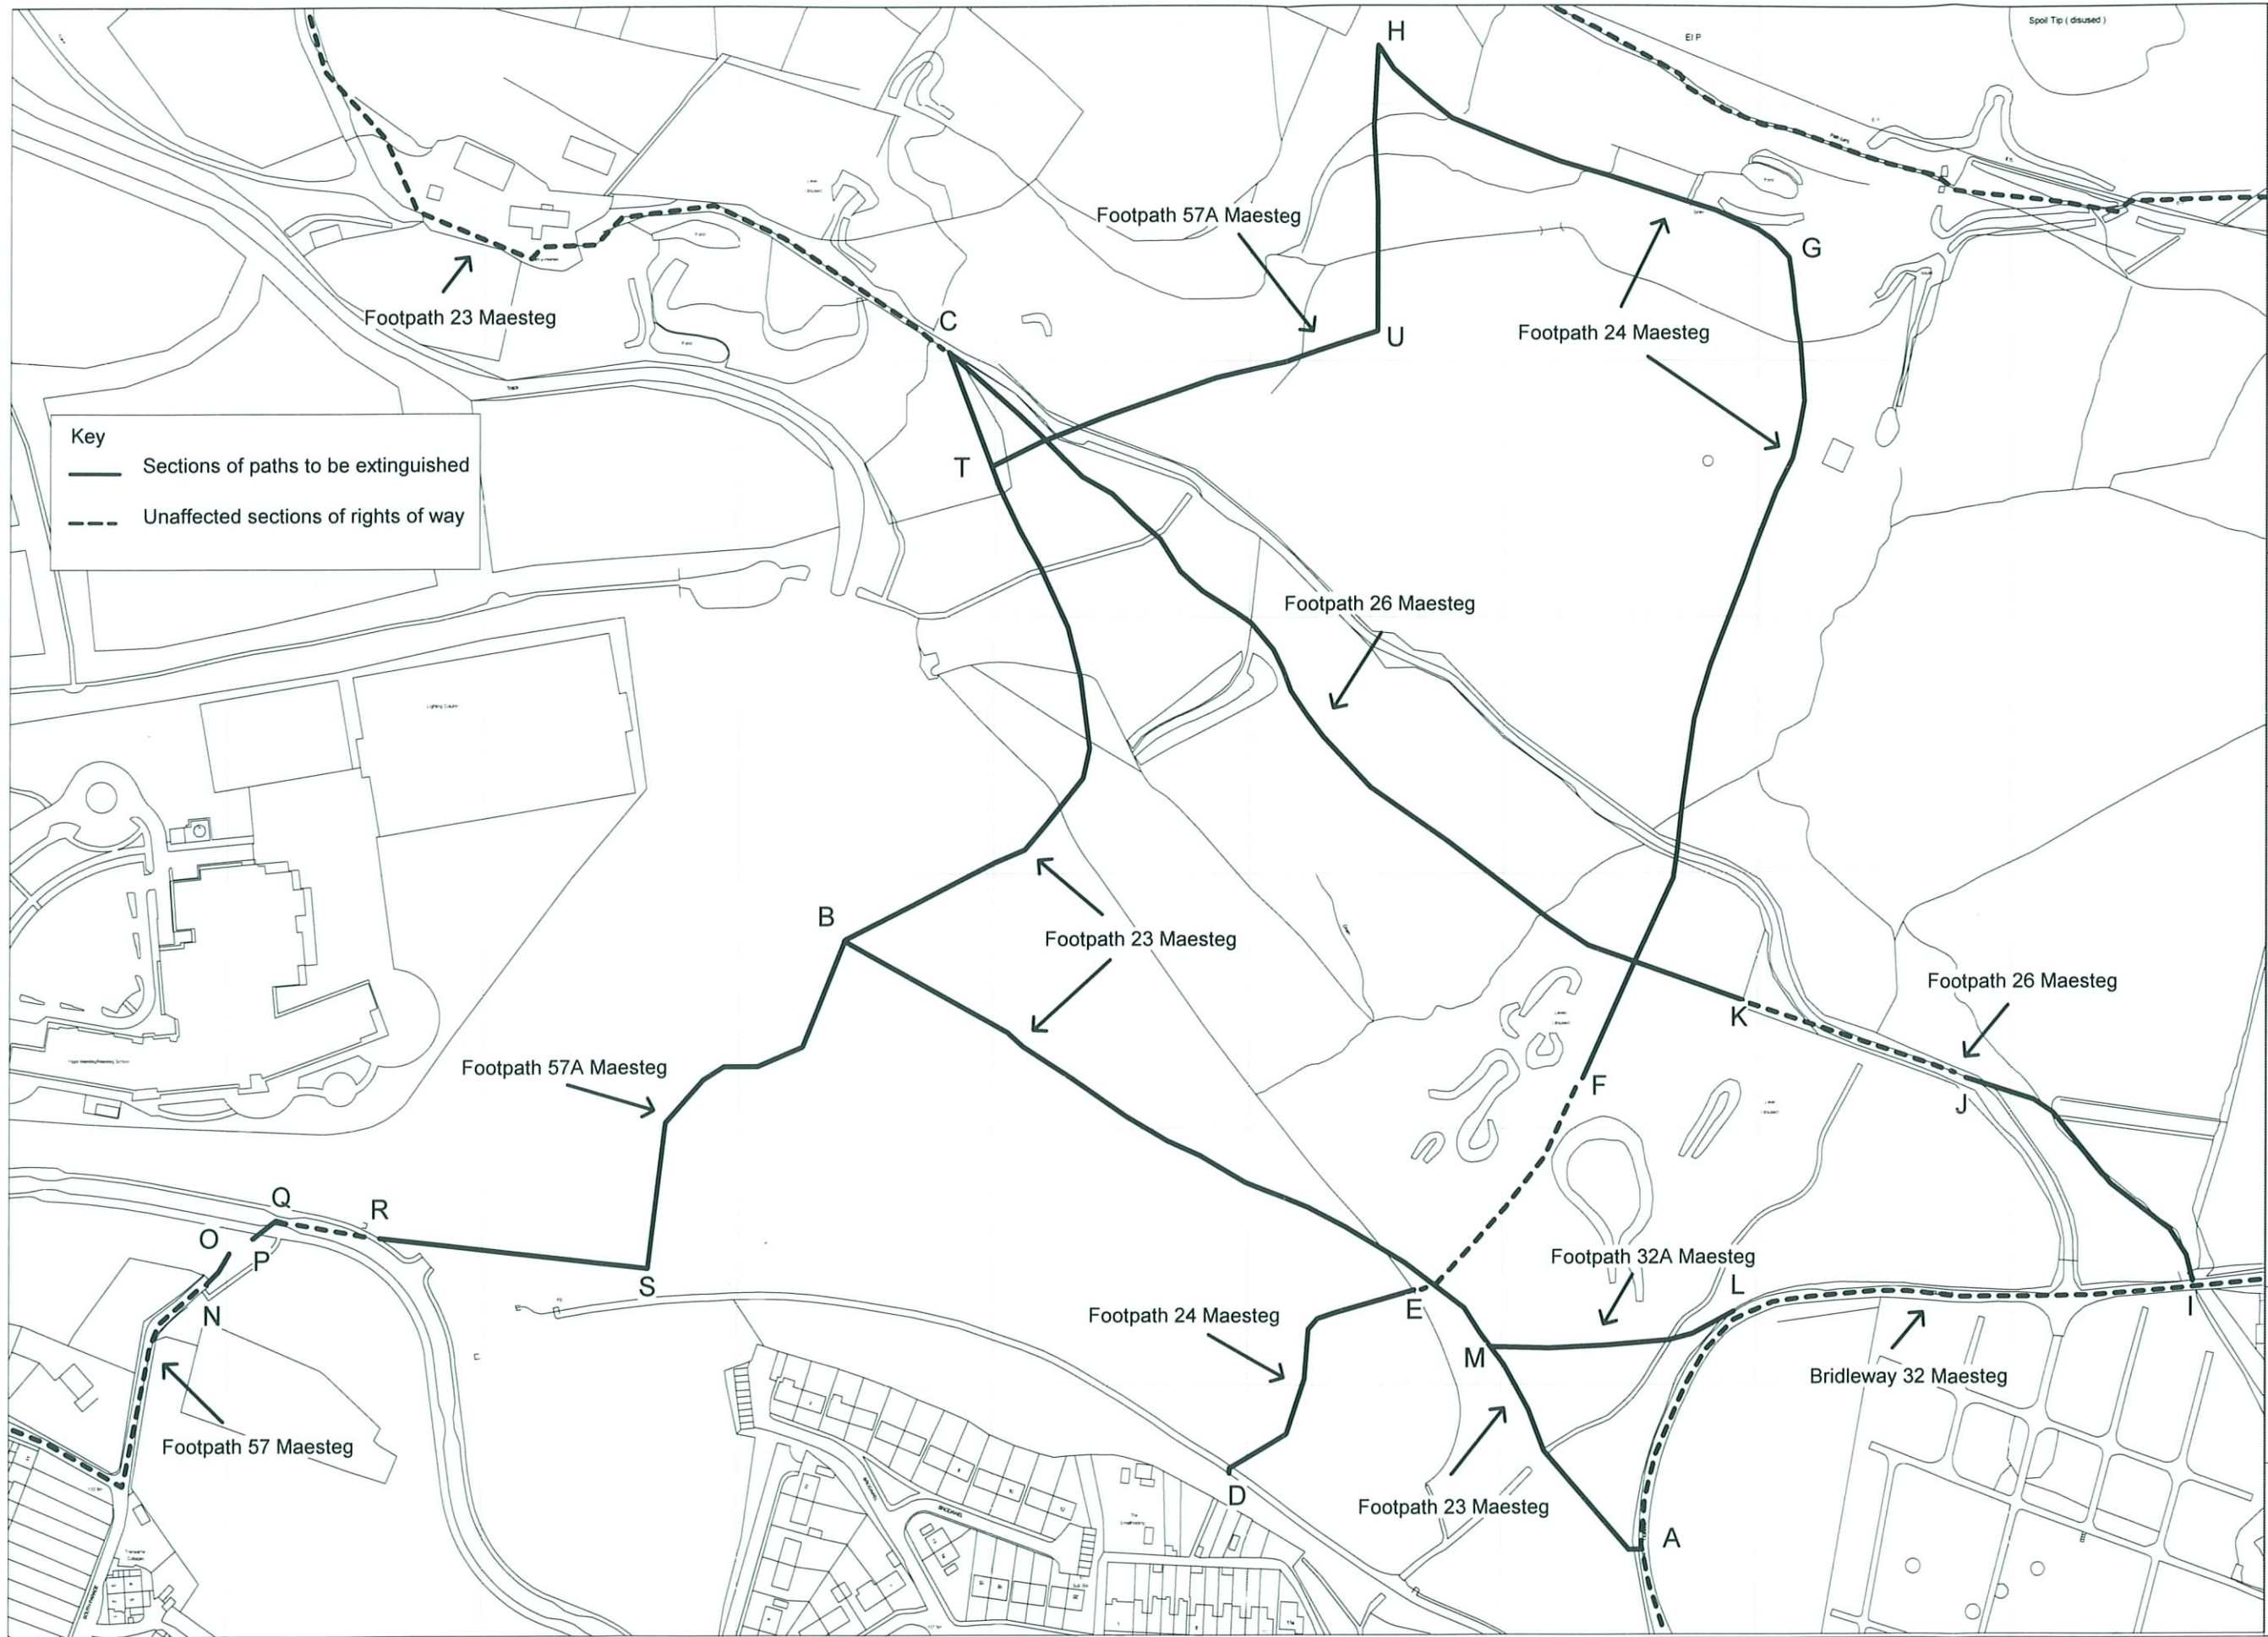 Spoil Tip ( disused )
H
El P
Footpath 57A Maesteg
G
Footpath 23 Maesteg
C
Footpath 24 Maesteg
U
Key
Sections of paths to be extinguished
Unaffected sections of rights of way
T
Footpath 26 Maesteg
B
Footpath 23 Maesteg
Footpath 26 Maesteg
K
Footpath 57A Maesteg
F
J
Q
R
O
P
S
N
Footpath 32A Maesteg
L
I
E
M
Footpath 24 Maesteg
Bridleway 32 Maesteg
Footpath 57 Maesteg
D
Footpath 23 Maesteg
A